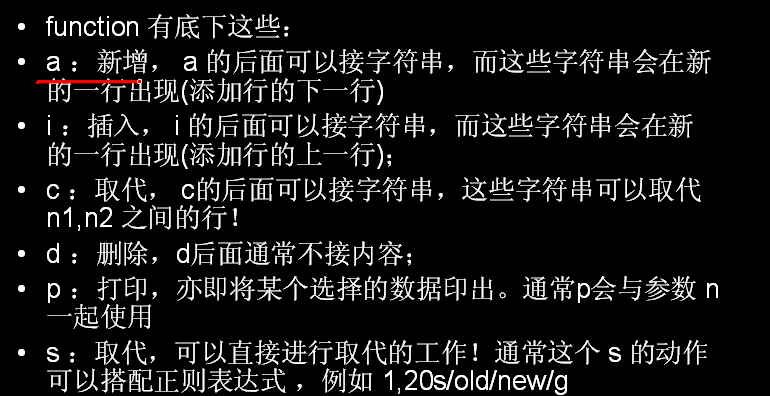 • function 有底下这些：
• a ：新增， a 的后面可以接字符串，而这些字符串会在新
的一行出现(添加行的下一行)
• i ：插入， i 的后面可以接字符串，而这些字符串会在新
的一行出现(添加行的上一行)；
• c ：取代， c的后面可以接字符串，这些字符串可以取代
n1,n2 之间的行！
• d ：删除，d后面通常不接内容；
• p ：打印，亦即将某个选择的数据印出。通常p会与参数 n
一起使用
• s ：取代，可以直接进行取代的工作！通常这个 s 的动作
可以搭配正则表达式 ，例如 1,20s/old/new/g